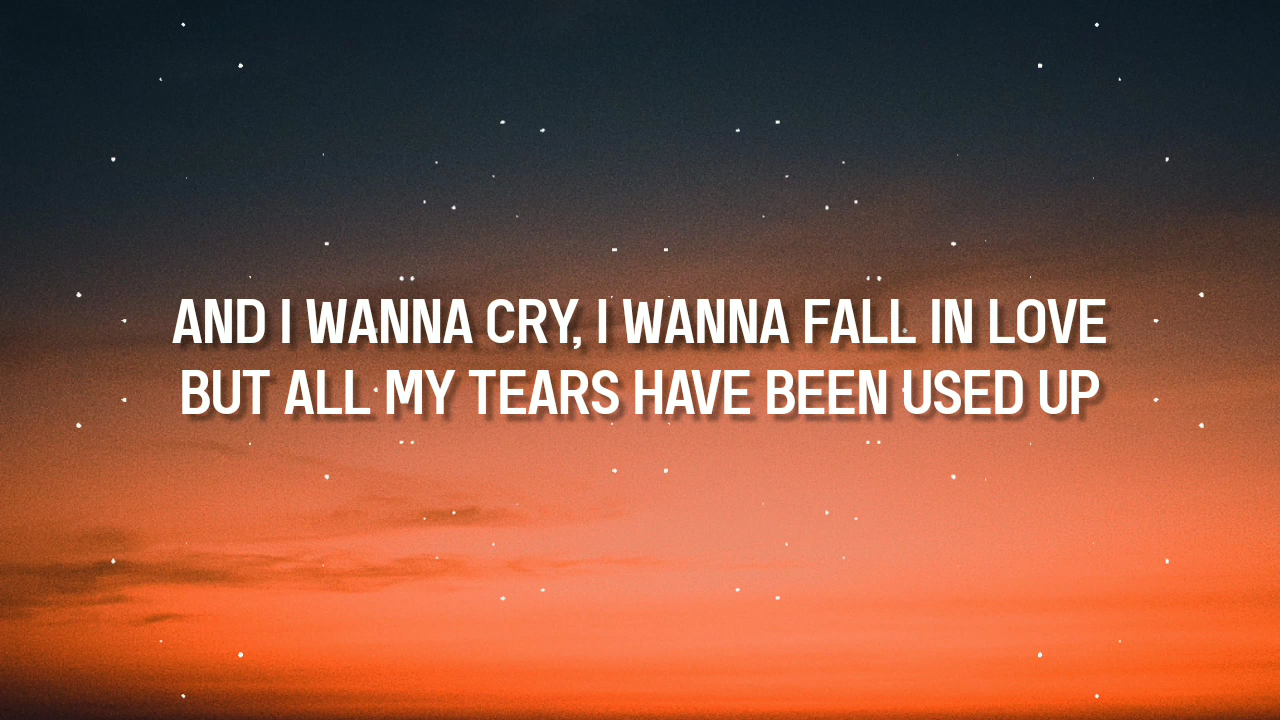 AND I WANNA CRY, I WANNA FALL IN LOVE
BUT ALL MY TEARS HAVE BEEN USED UP